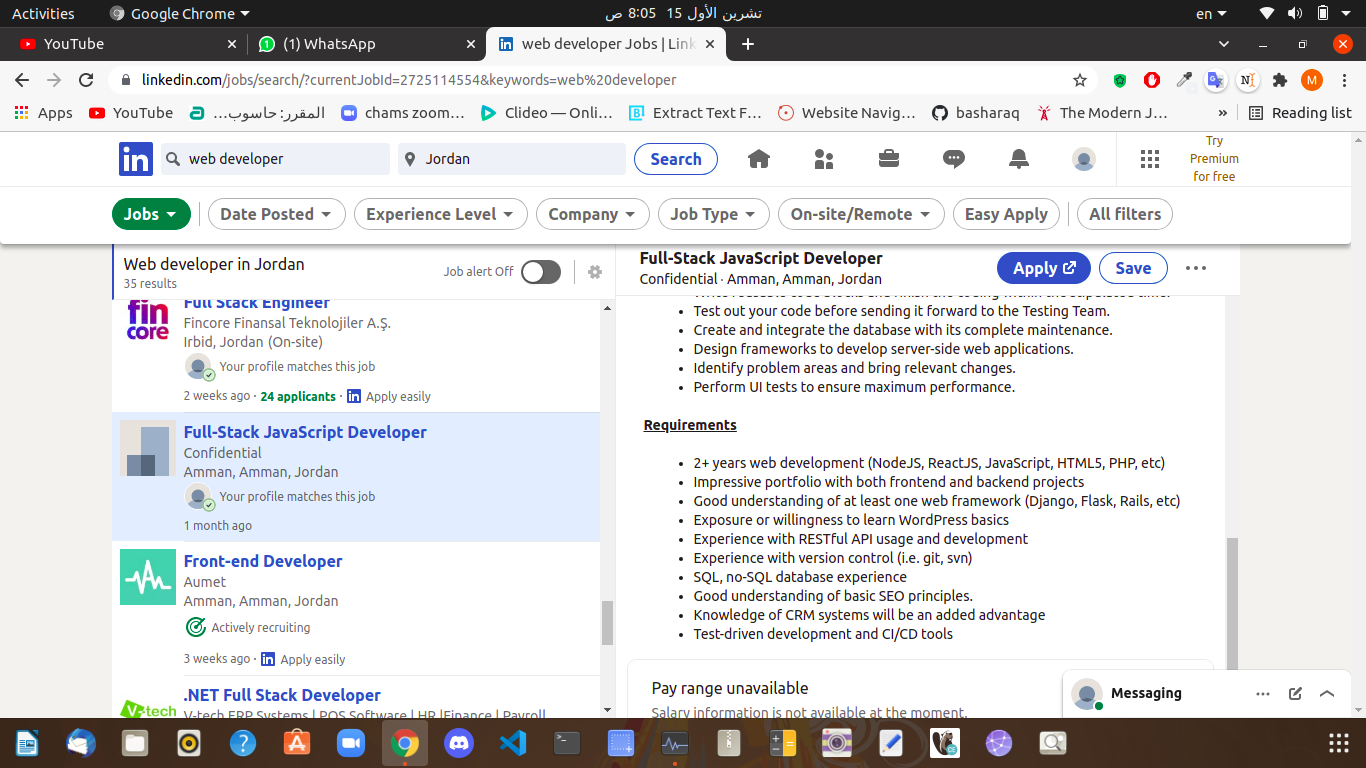 Activities
Google Chrome
تشرين الأول 15 8:05 ص
en
YouTube
(1) WhatsApp
web developer Jobs | Link
linkedin.com/jobs/search/?currentJobId=2725114554&keywords=web%20developer
M
Apps
YouTube
المقرر: حاسوب…
chams zoom…
Clideo — Onli…
Extract Text F…
Website Navig…
basharaq
The Modern J…
»
Reading list
in
web developer
Jordan
Search
Try
Premium
for free
Jobs
Date Posted
Experience Level
Company
Job Type
On-site/Remote
Easy Apply
All filters
Web developer in Jordan
35 results
Job alert Off
Full Stack Engineer
fin
core
Fincore Finansal Teknolojiler A.Ş.
Irbid, Jordan (On-site)
Your profile matches this job
2 weeks ago · 24 applicants · in Apply easily
Full-Stack JavaScript Developer
Confidential
Amman, Amman, Jordan
Your profile matches this job
1 month ago
Front-end Developer
Aumet
Amman, Amman, Jordan
Actively recruiting
3 weeks ago · in Apply easily
.NET Full Stack Developer
V-tech
V-tech ERP Systems | POS Software | HR |Finance | Payroll
Full-Stack JavaScript Developer
Confidential · Amman, Amman, Jordan
Apply
Save
Test out your code before sending it forward to the Testing Team.
Create and integrate the database with its complete maintenance.
Design frameworks to develop server-side web applications.
Identify problem areas and bring relevant changes.
Perform UI tests to ensure maximum performance.
Requirements
2+ years web development (NodeJS, ReactJS, JavaScript, HTML5, PHP, etc)
Impressive portfolio with both frontend and backend projects
Good understanding of at least one web framework (Django, Flask, Rails, etc)
Exposure or willingness to learn WordPress basics
Experience with RESTful API usage and development
Experience with version control (i.e. git, svn)
SQL, no-SQL database experience
Good understanding of basic SEO principles.
Knowledge of CRM systems will be an added advantage
Test-driven development and CI/CD tools
Pay range unavailable
Salary information is not available at the moment.
Messaging